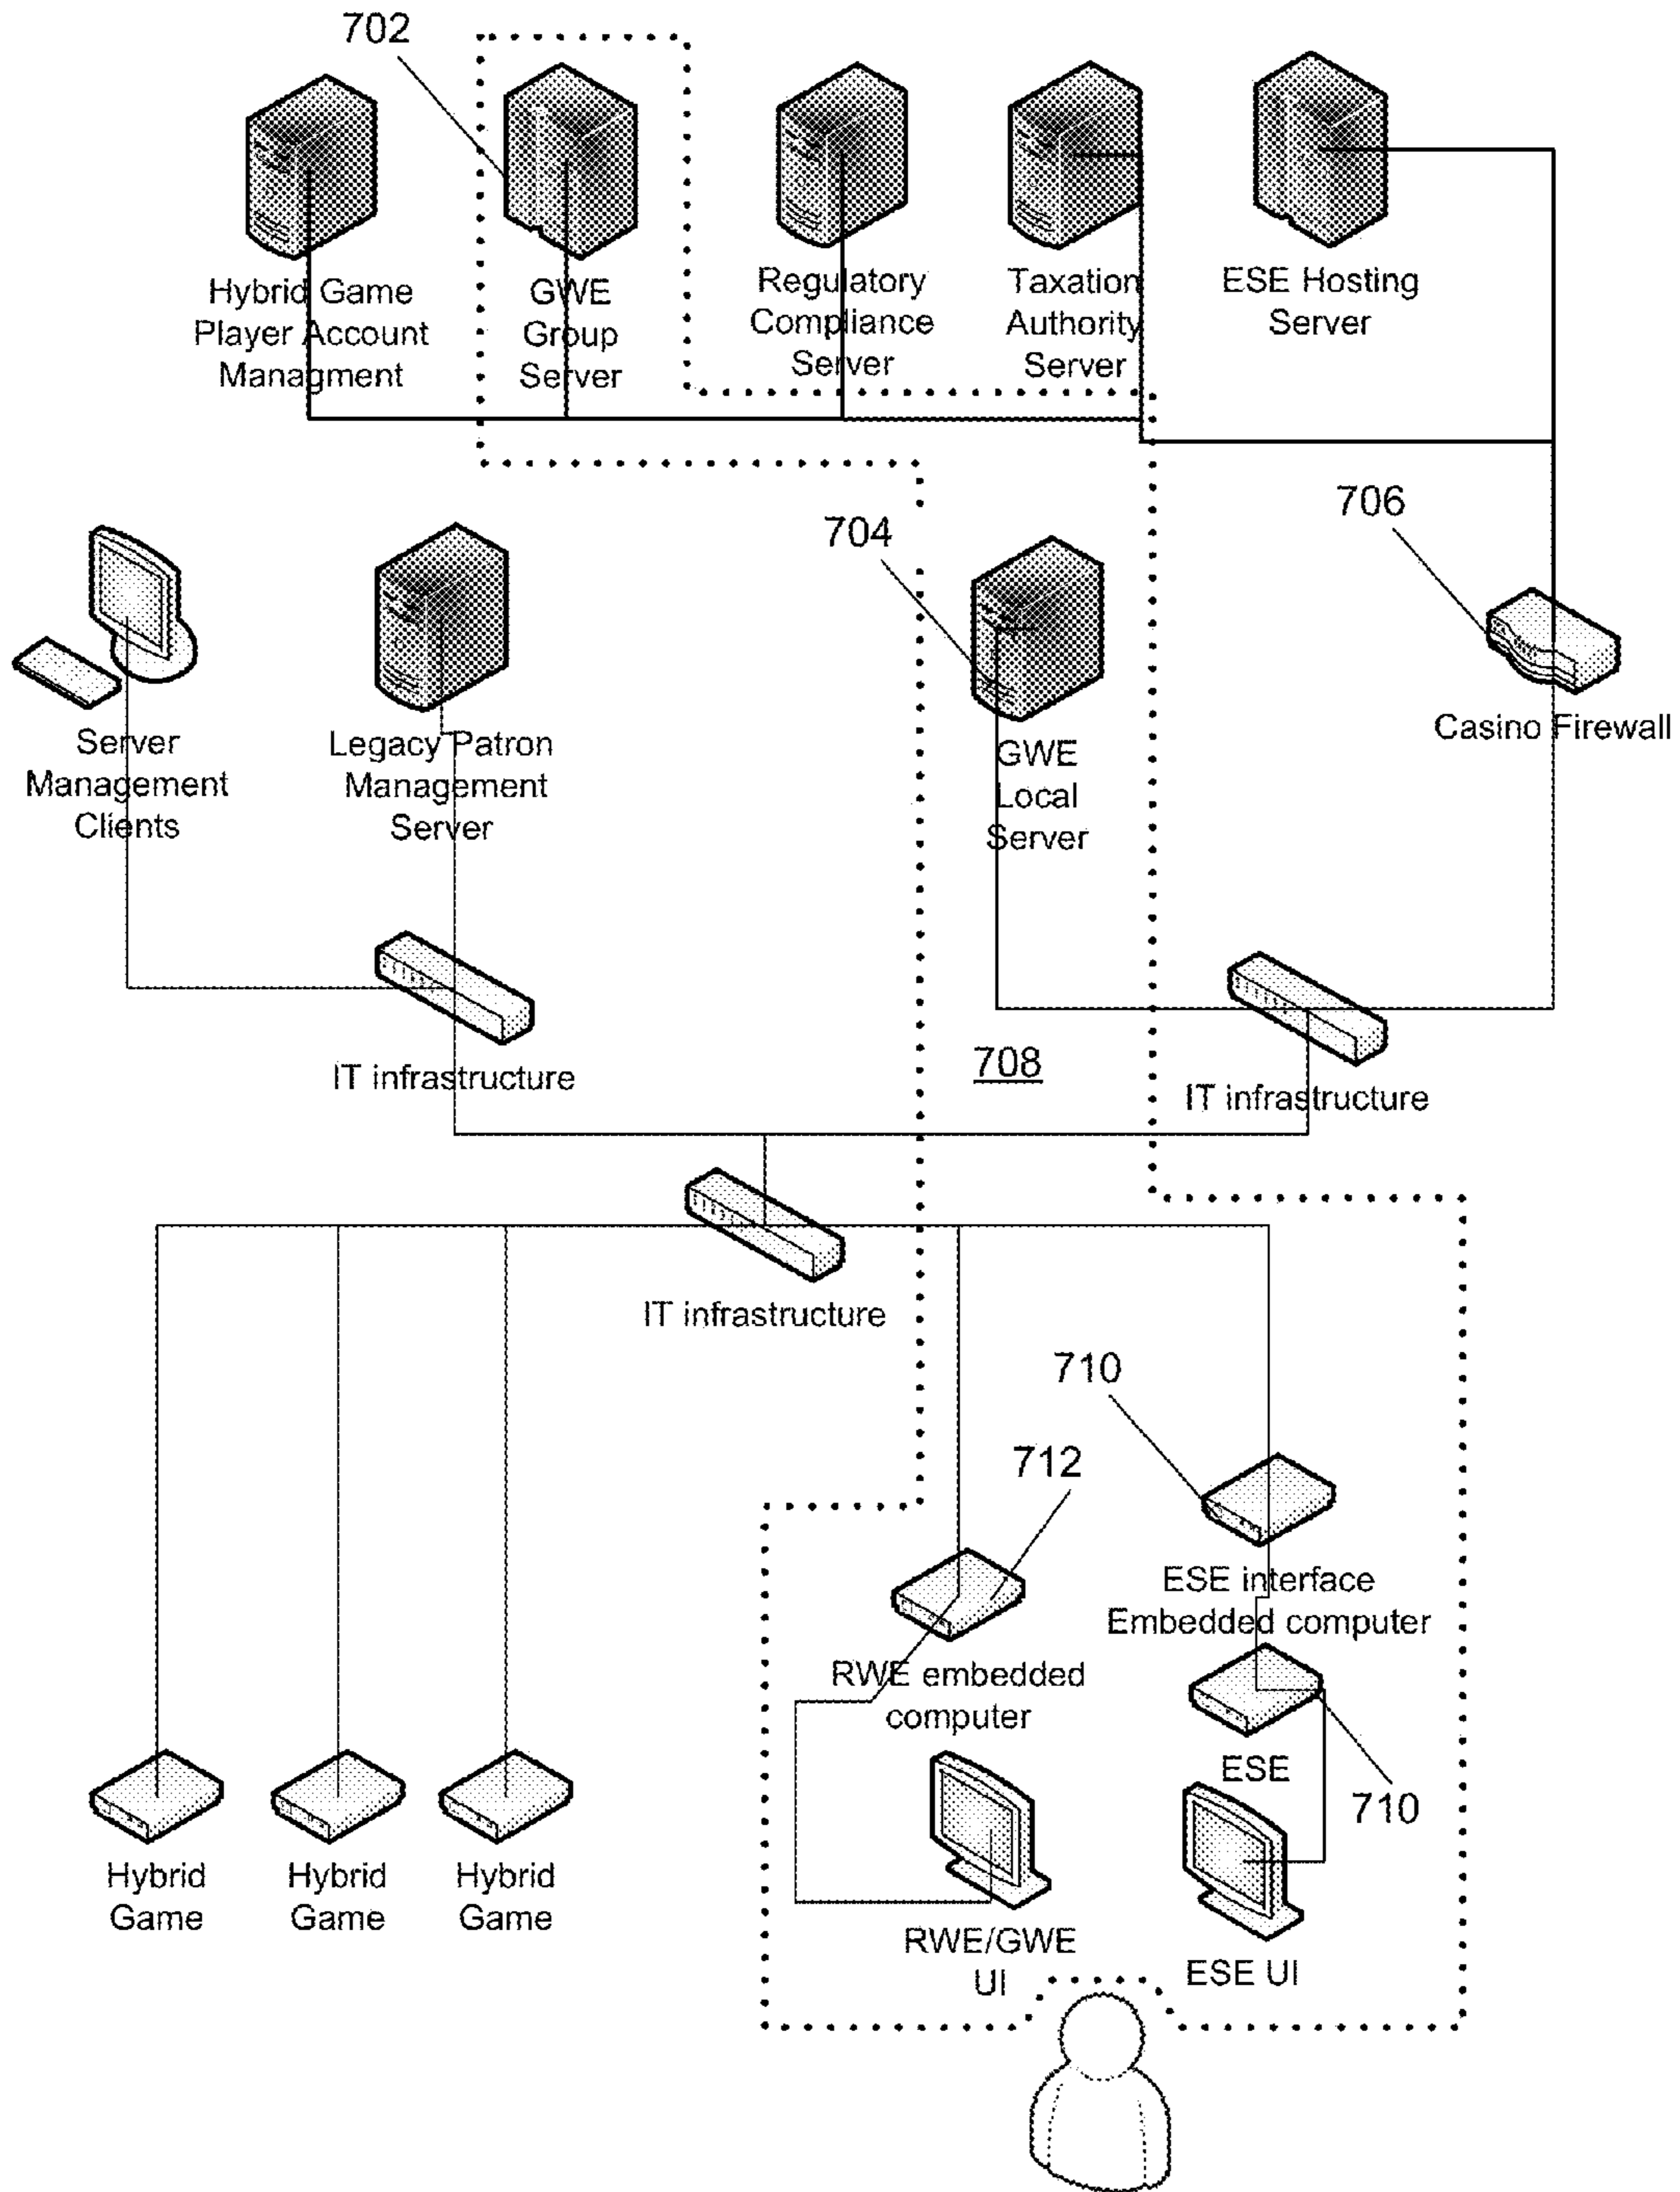 702
Hybrid Game
Player Account
Managment
GWE
Group
Server
Regulatory
Compliance
Server
Taxation
Authority
Server
ESE Hosting
Server
704
706
Server
Management
Clients
Legacy Patron
Management
Server
GWE
Local
Server
Casino Firewall
IT infrastructure
708
IT infrastructure
IT infrastructure
710
712
ESE interface
Embedded computer
RWE embedded
computer
ESE
710
Hybrid
Game
Hybrid
Game
Hybrid
Game
RWE/GWE
UI
ESE UI